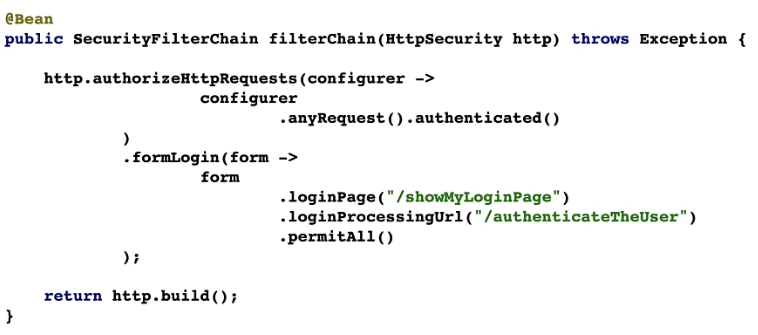 @Bean
public SecurityFilterChain filterChain(HttpSecurity http) throws Exception {
http.authorizeHttpRequests(configurer ->
configurer
.anyRequest().authenticated()
)
.formLogin(form ->
form
.loginPage("/showMyLoginPage")
.loginProcessingUrl("/authenticateTheUser")
.permitAll()
);
return http.build();
}